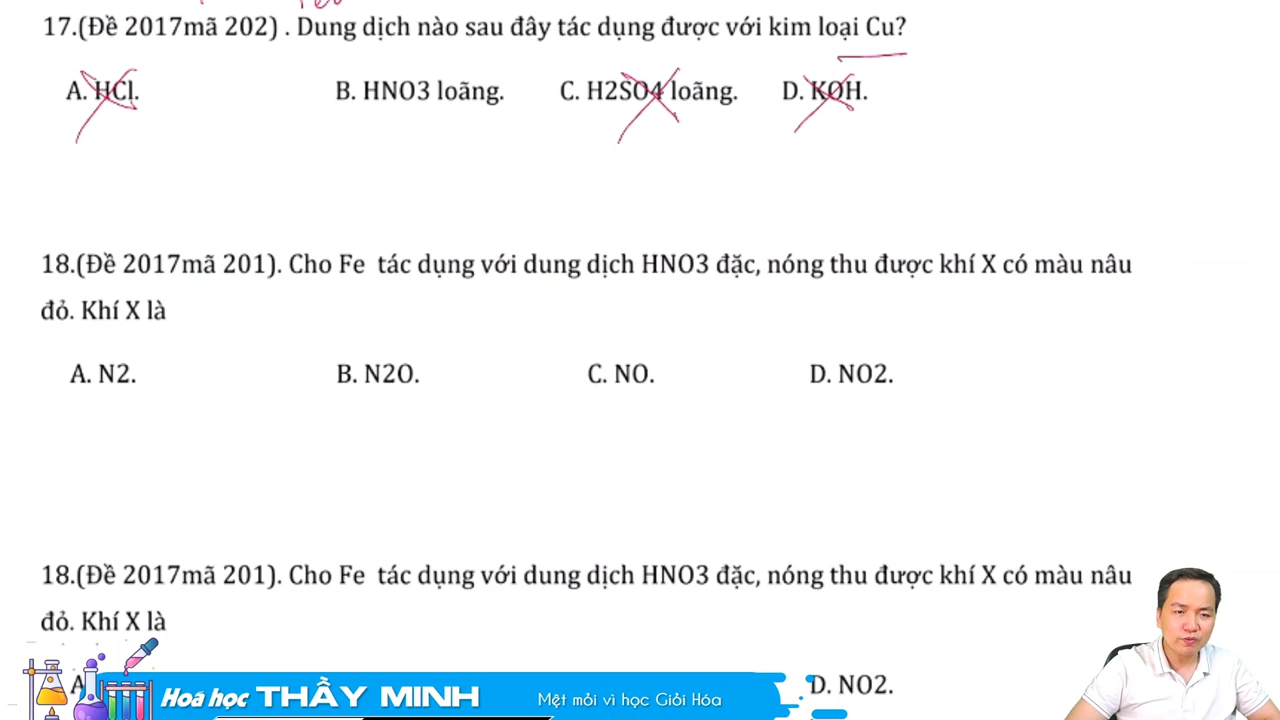 17.(Đề 2017mã 202) . Dung dịch nào sau đây tác dụng được với kim loại Cu?
A. HCl. B. HNO3 loãng. C. H2SO4 loãng. D. KOH.
18.(Đề 2017mã 201). Cho Fe tác dụng với dung dịch HNO3 đặc, nóng thu được khí X có màu nâu
đỏ. Khí X là
A. N2. B. N2O. C. NO. D. NO2.
18.(Đề 2017mã 201). Cho Fe tác dụng với dung dịch HNO3 đặc, nóng thu được khí X có màu nâu
đỏ. Khí X là
A D. NO2.
Hoá học THẦY MINH Mệt mỏi vì học Giỏi Hóa